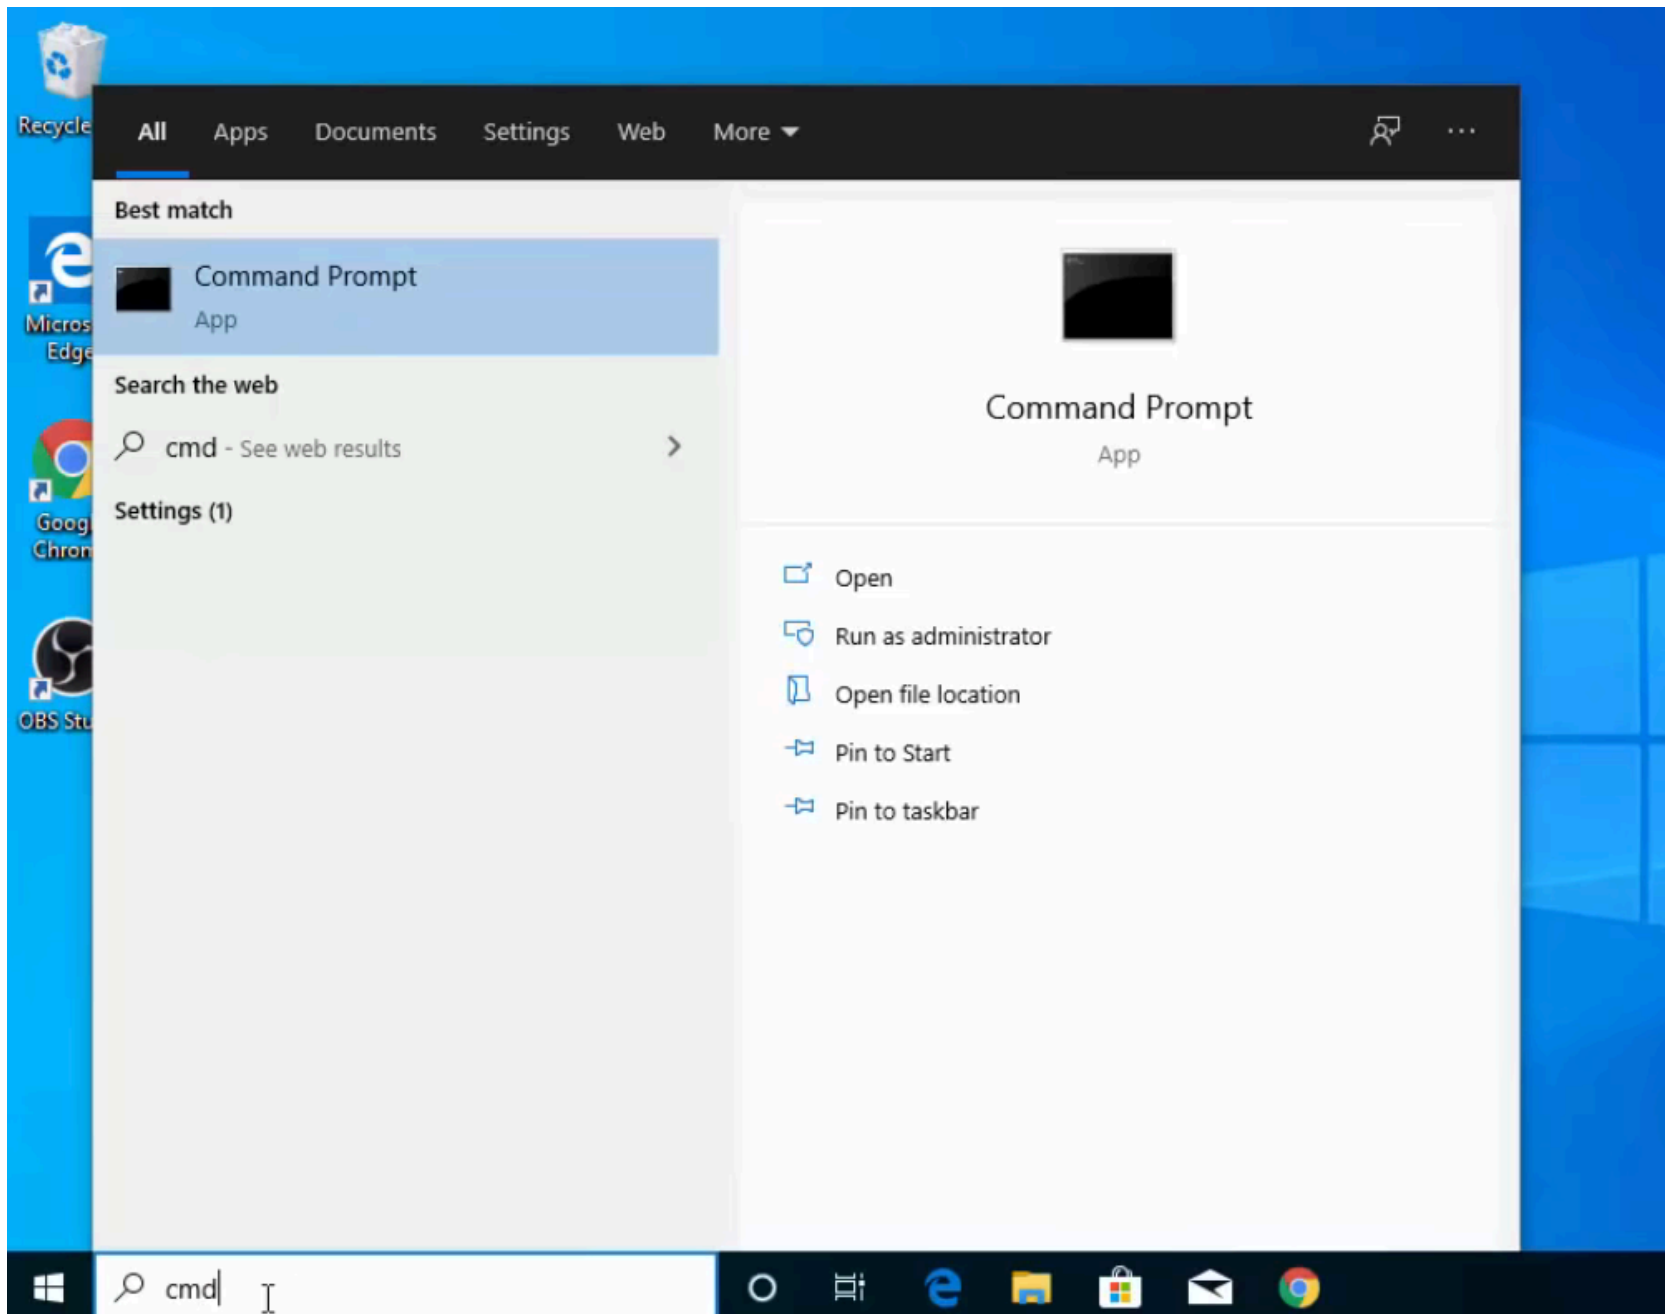 Recycle
Micros
Edge
Goog
Chron
OBS Stu
All Apps Documents Settings Web More
Best match
Command Prompt
App
Search the web
cmd - See web results
Settings (1)
Command Prompt
App
Open
Run as administrator
Open file location
Pin to Start
Pin to taskbar
cmd